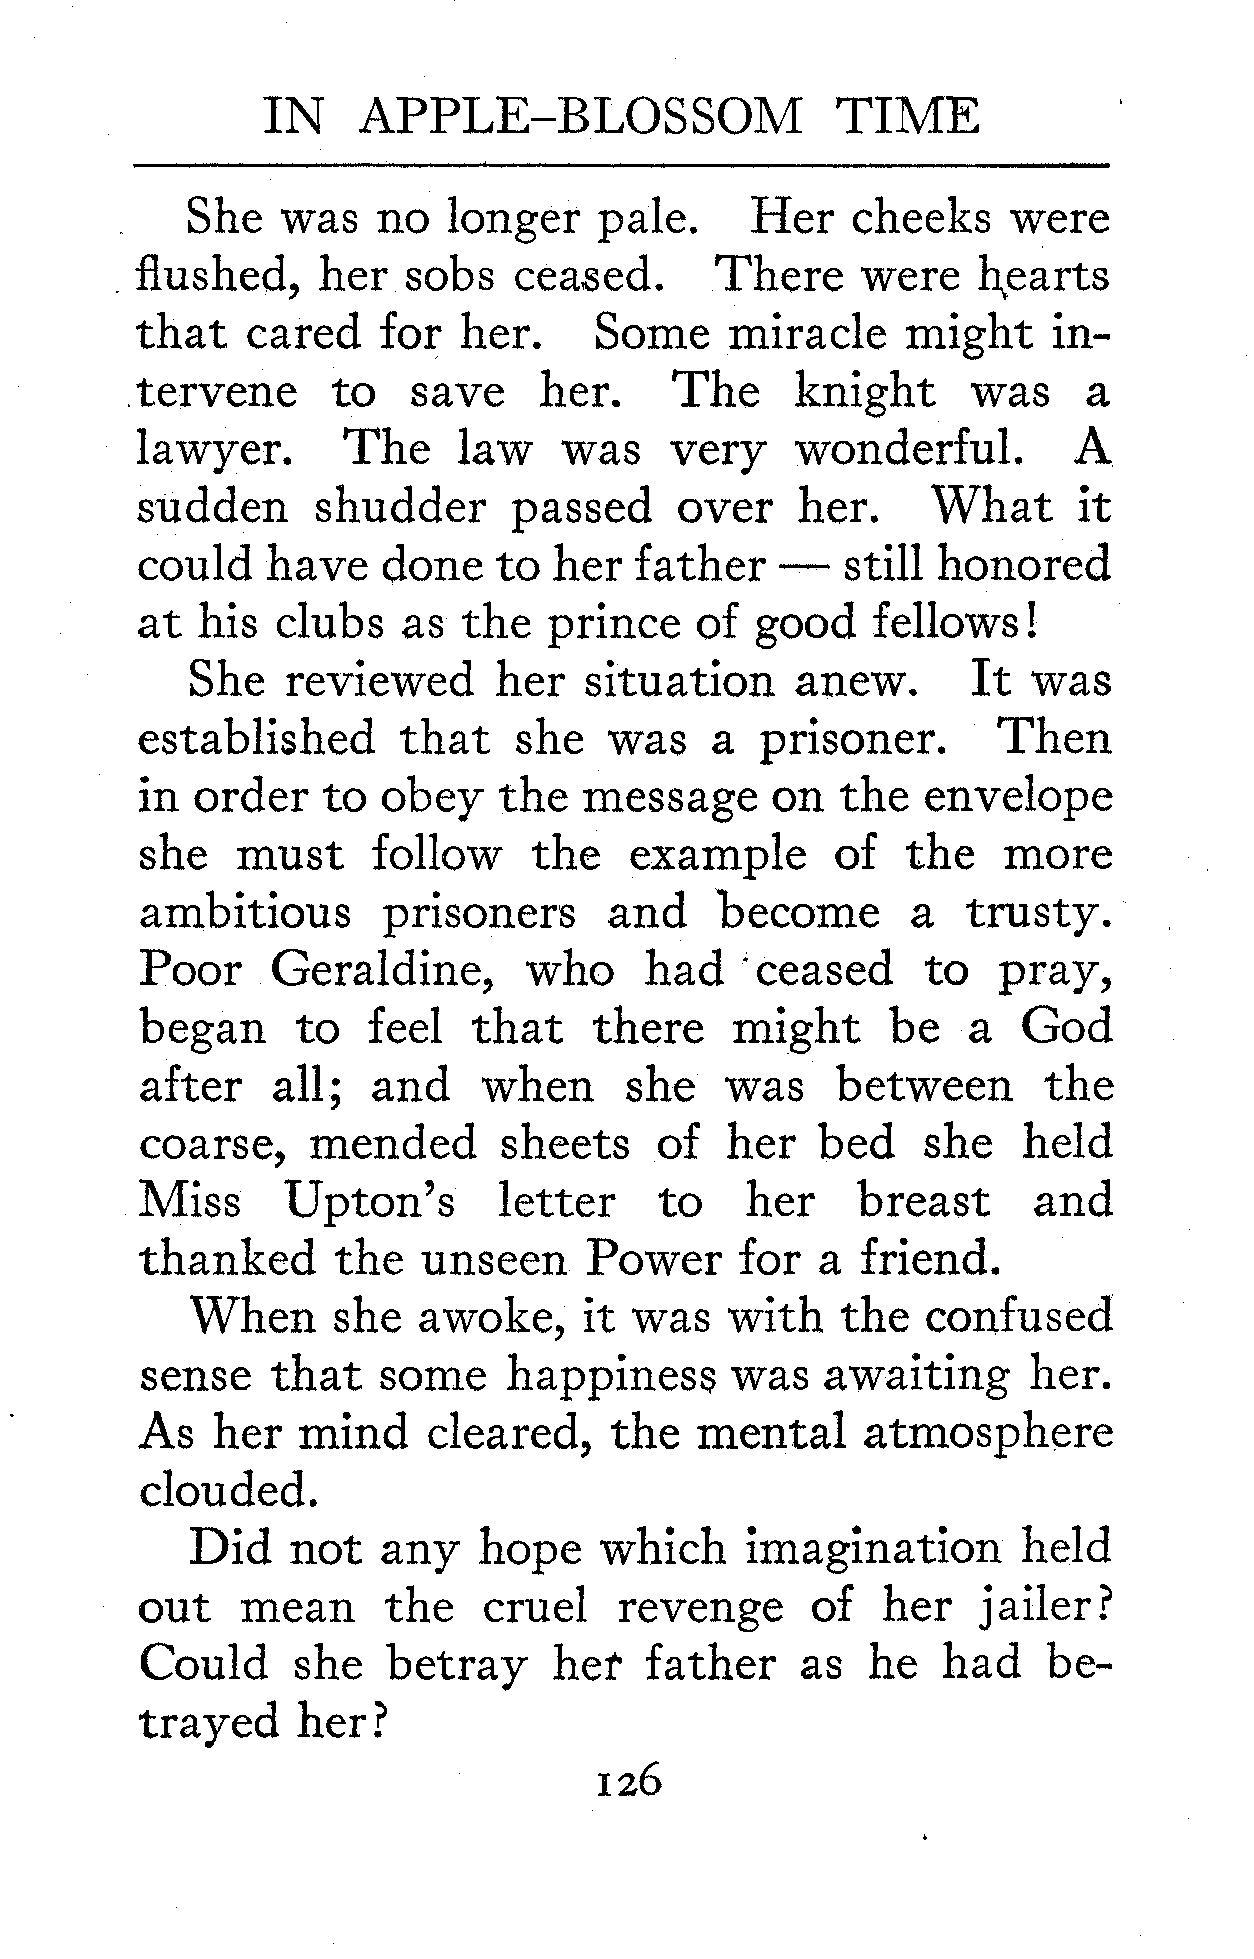 IN APPLE-BLOSSOM TIME
She was no longer pale. Her cheeks were
flushed, her sobs ceased. There were hearts
that cared for her. Some miracle might in-
tervene to save her. The knight was a
lawyer. The law was very wonderful. A
sudden shudder passed over her. What it
could have done to her father — still honored
at his clubs as the prince of good fellows!
She reviewed her situation anew. It was
established that she was a prisoner. Then
in order to obey the message on the envelope
she must follow the example of the more
ambitious prisoners and become a trusty.
Poor Geraldine, who had ceased to pray,
began to feel that there might be a God
after all; and when she was between the
coarse, mended sheets of her bed she held
Miss Upton's letter to her breast and
thanked the unseen Power for a friend.
When she awoke, it was with the confused
sense that some happiness was awaiting her.
As her mind cleared, the mental atmosphere
clouded.
Did not any hope which imagination held
out mean the cruel revenge of her jailer?
Could she betray her father as he had be-
trayed her?
126